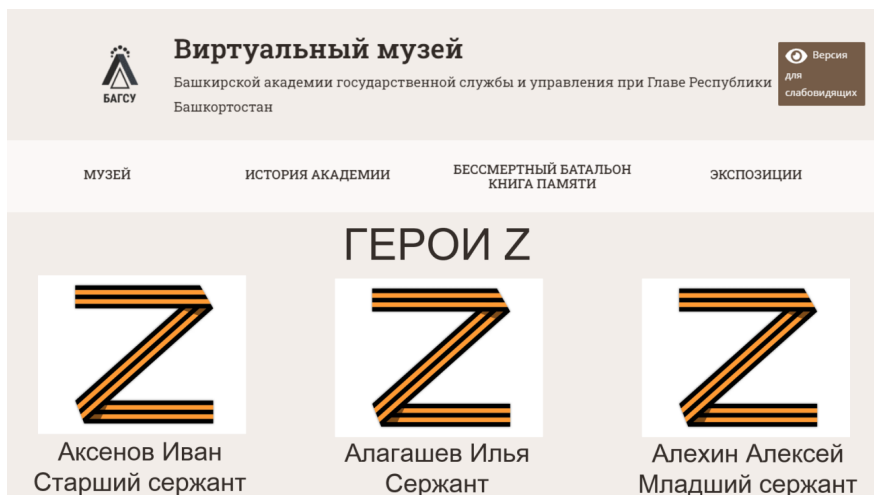 Виртуальный музей
Башкирской академии государственной службы и управления при Главе Республики
Башкортостан
БАГСУ
Версия
для
слабовидящих
МУЗЕЙ
ИСТОРИЯ АКАДЕМИИ
БЕССМЕРТНЫЙ БАТАЛЬОН
КНИГА ПАМЯТИ
ЭКСПОЗИЦИИ
ГЕРОИ Z
Аксенов Иван
Старший сержант
Алагашев Илья
Сержант
Алехин Алексей
Младший сержант